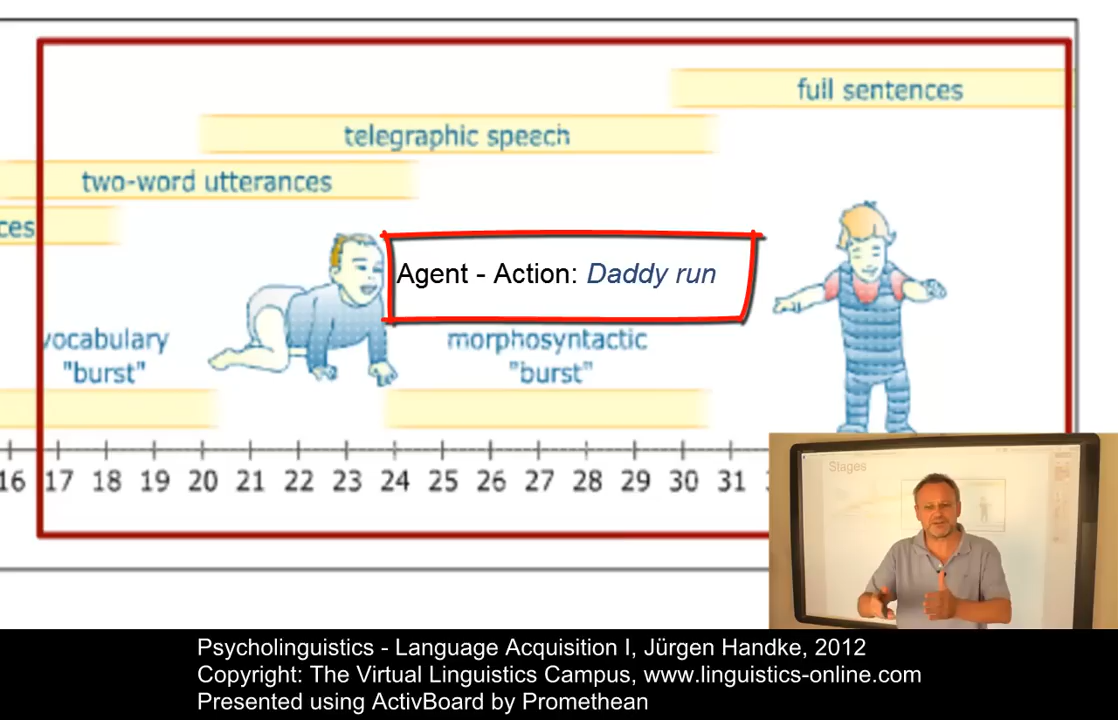 full sentences
telegraphic speech
two-word utterances
ces
Agent - Action: Daddy run
vocabulary
"burst"
morphosyntactic
"burst"
16 17 18 19 20 21 22 23 24 25 26 27 28 29 30 31
Stages
Psycholinguistics - Language Acquisition I, Jürgen Handke, 2012
Copyright: The Virtual Linguistics Campus, www.linguistics-online.com
Presented using ActivBoard by Promethean